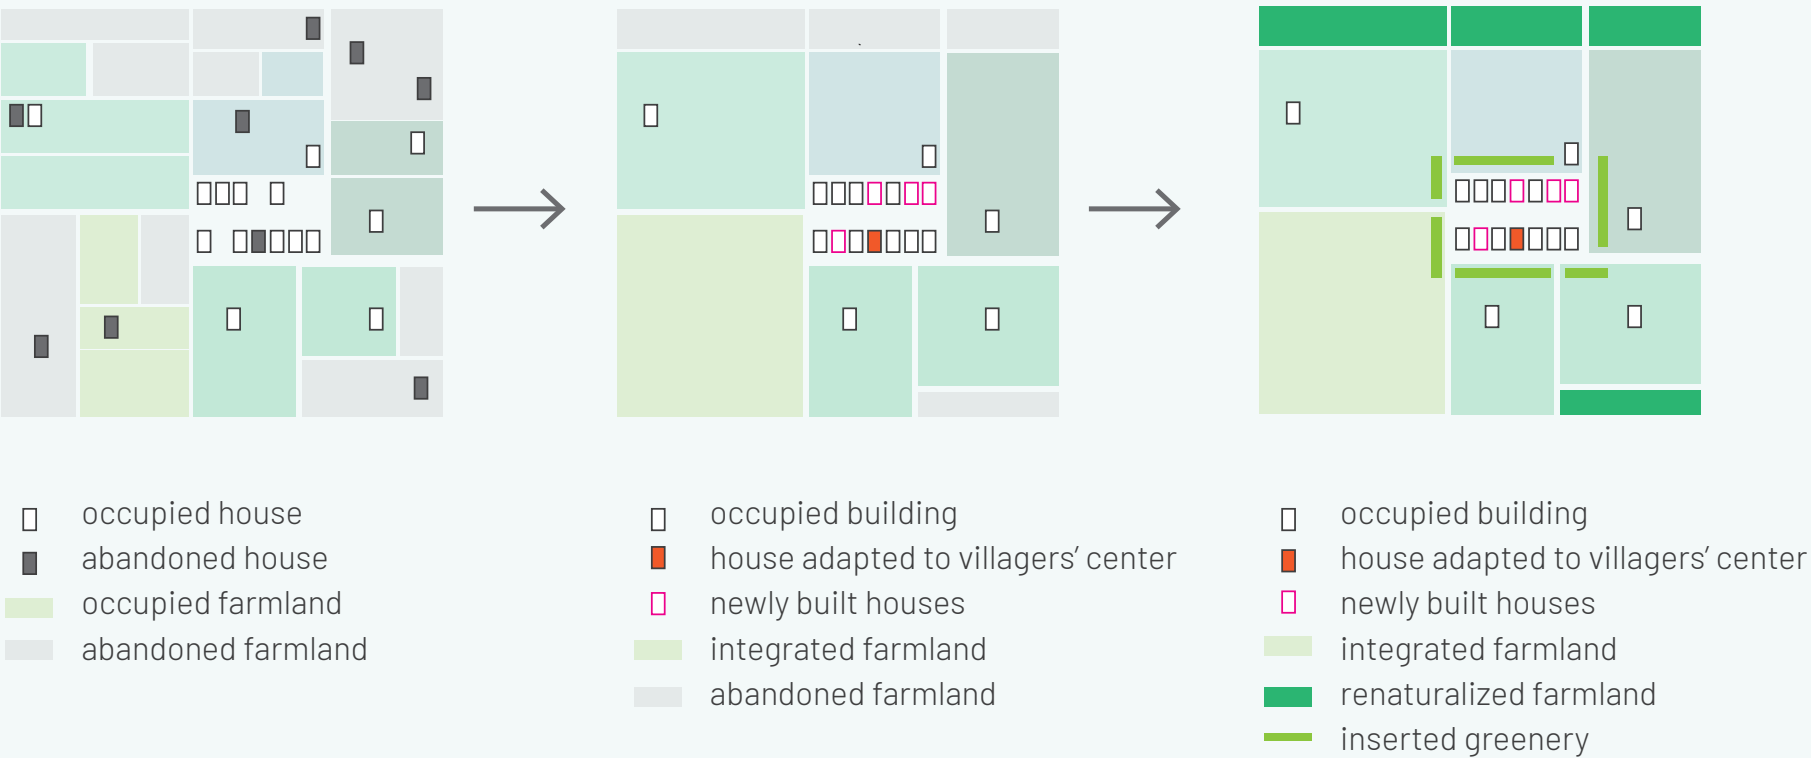 occupied house
abandoned house
occupied farmland
abandoned farmland
occupied building
house adapted to villagers’ center
newly built houses
integrated farmland
abandoned farmland
occupied building
house adapted to villagers’ center
newly built houses
integrated farmland
renaturalized farmland
inserted greenery